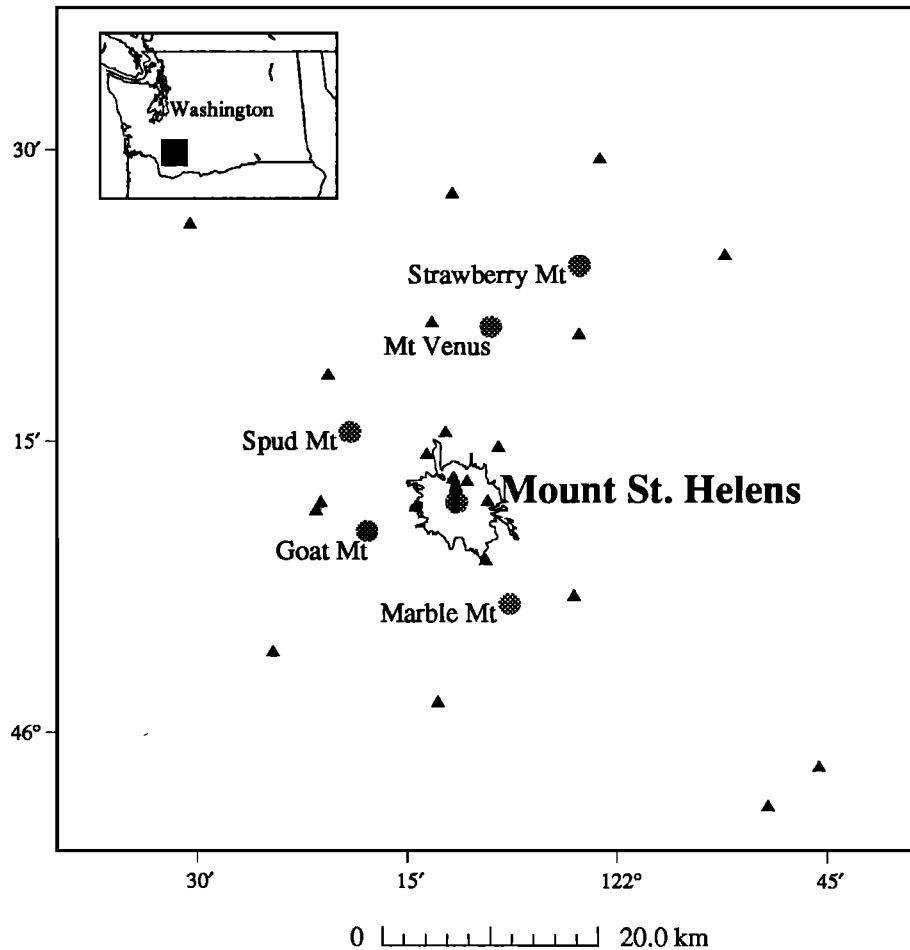 Washington
30′
Strawberry Mt
Mt Venus
15′
Spud Mt
Mount St. Helens
Goat Mt
Marble Mt
46°
30′ 15′ 122° 45′
0 20.0 km